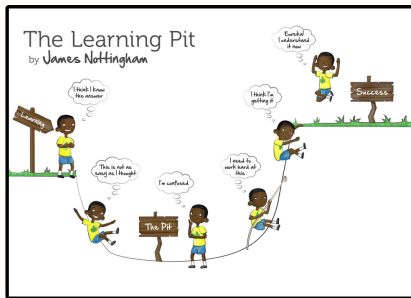 The Learning Pit
by James Nottingham
Learning
I think I know
the answer
This is not as
easy as I thought
The Pit
I'm confused
I need to
work hard at
this
I think I'm
getting it
Eureka!
I understand
it now
Success